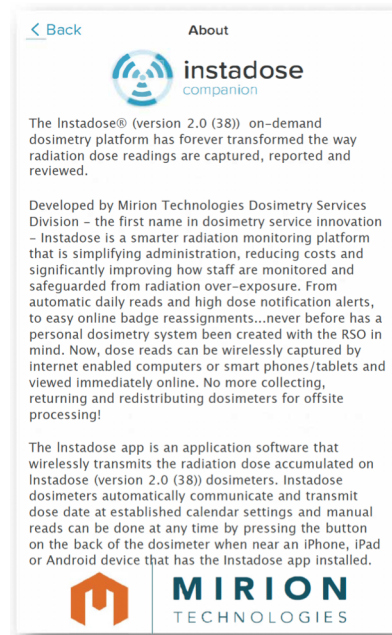 Back
About
instadose
companion
The Instadose® (version 2.0 (38)) on-demand
dosimetry platform has forever transformed the way
radiation dose readings are captured, reported and
reviewed.
Developed by Mirion Technologies Dosimetry Services
Division – the first name in dosimetry service innovation
– Instadose is a smarter radiation monitoring platform
that is simplifying administration, reducing costs and
significantly improving how staff are monitored and
safeguarded from radiation over-exposure. From
automatic daily reads and high dose notification alerts,
to easy online badge reassignments...never before has a
personal dosimetry system been created with the RSO in
mind. Now, dose reads can be wirelessly captured by
internet enabled computers or smart phones/tablets and
viewed immediately online. No more collecting,
returning and redistributing dosimeters for offsite
processing!
The Instadose app is an application software that
wirelessly transmits the radiation dose accumulated on
Instadose (version 2.0 (38)) dosimeters. Instadose
dosimeters automatically communicate and transmit
dose date at established calendar settings and manual
reads can be done at any time by pressing the button
on the back of the dosimeter when near an iPhone, iPad
or Android device that has the Instadose app installed.
MIRION
TECHNOLOGIES